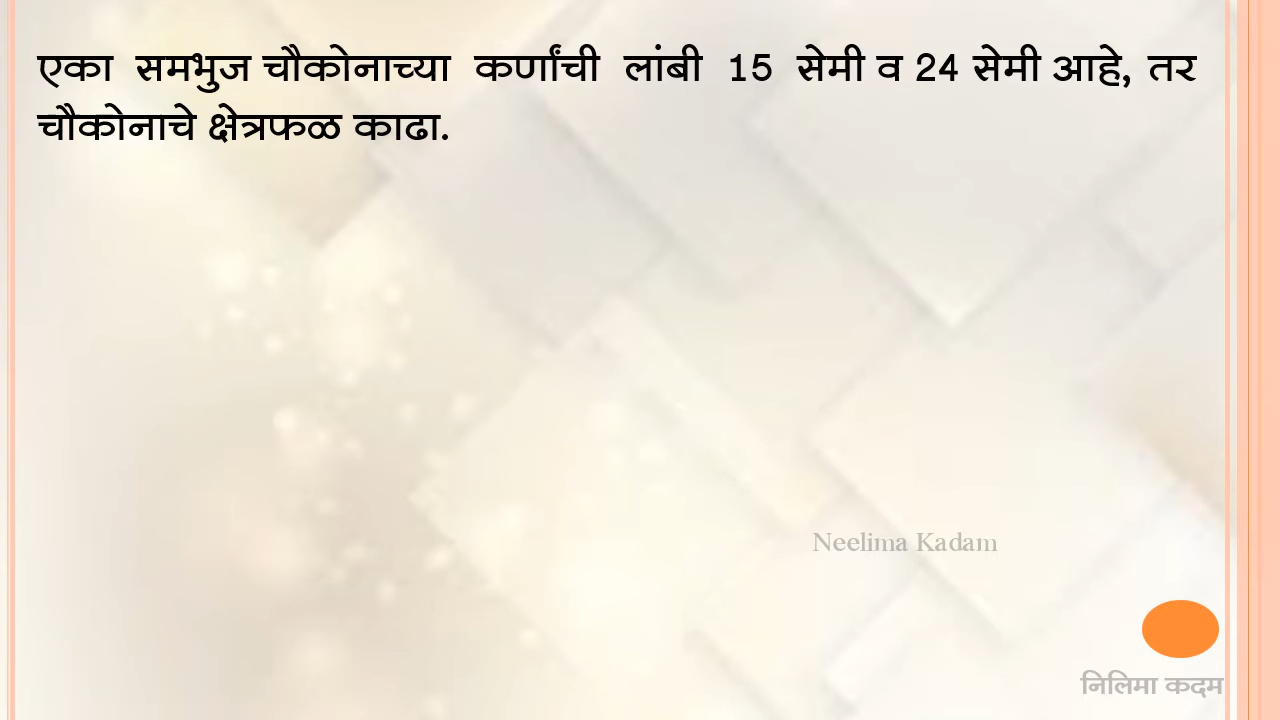 एका समभुज चौकोनाच्या कर्णांची लांबी 15 सेमी व 24 सेमी आहे, तर
चौकोनाचे क्षेत्रफळ काढा.
Neelima Kadam
निलिमा कदम